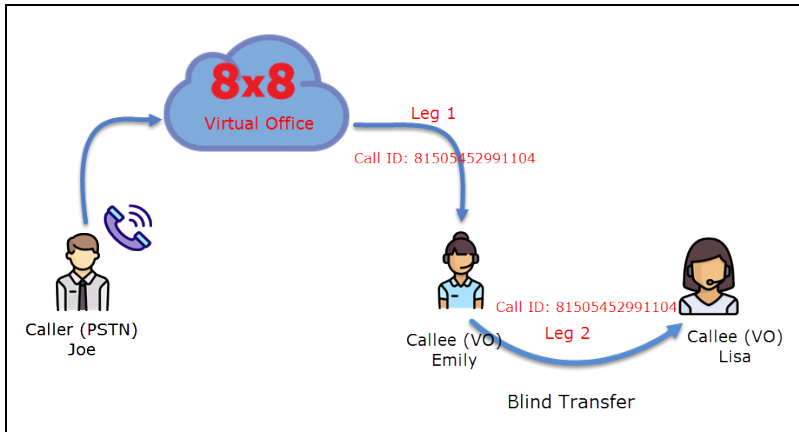 8x8
Virtual Office
Leg 1
Call ID: 81505452991104
Caller (PSTN)
Joe
Call ID: 81505452991104
Callee (VO)
Emily
Leg 2
Callee (VO)
Lisa
Blind Transfer